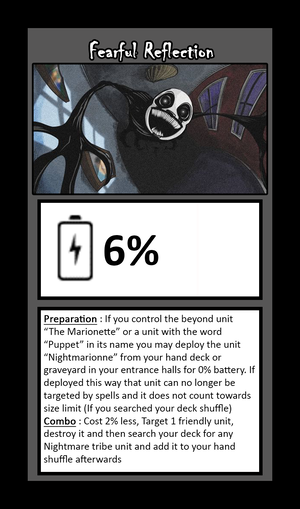 Fearful Reflection
6%
Preparation : If you control the beyond unit
“The Marionette” or a unit with the word
“Puppet” in its name you may deploy the unit
“Nightmarionne” from your hand deck or
graveyard in your entrance halls for 0% battery. If
deployed this way that unit can no longer be
targeted by spells and it does not count towards
size limit (If you searched your deck shuffle)
Combo : Cost 2% less, Target 1 friendly unit,
destroy it and then search your deck for any
Nightmare tribe unit and add it to your hand
shuffle afterwards